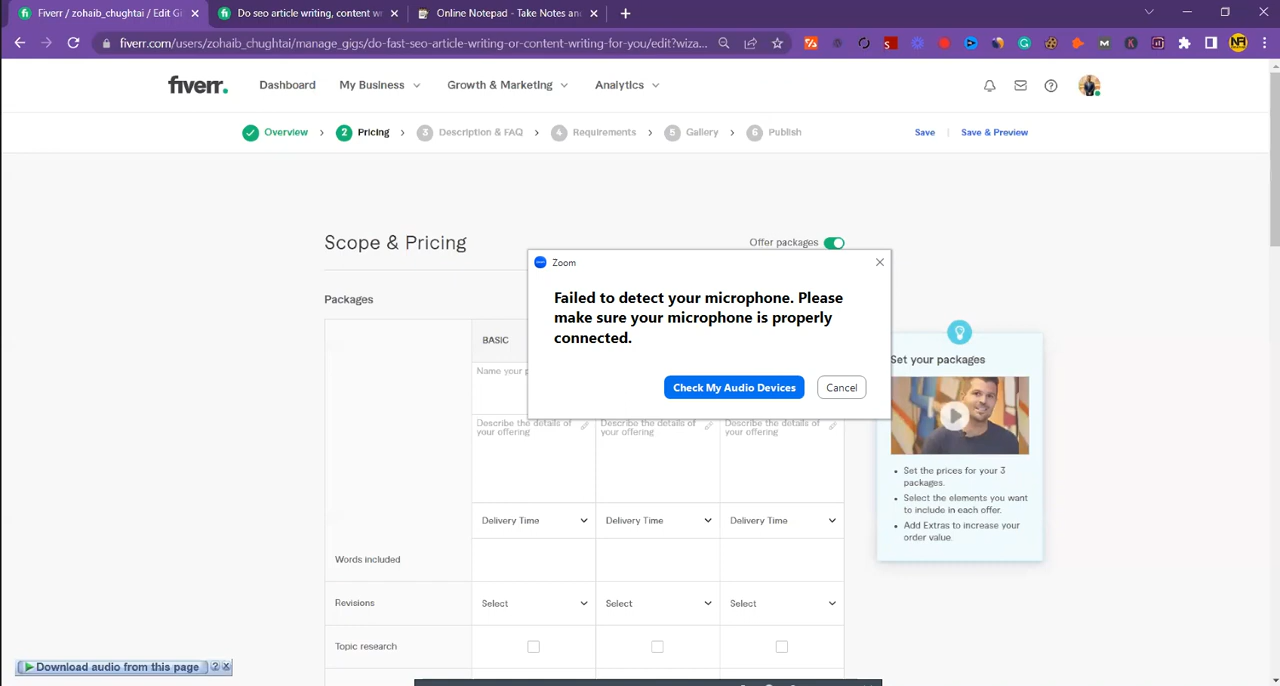 Fiverr / zohaib_chughtai / Edit Gi
Do seo article writing, content w
Online Notepad - Take Notes an
fiverr.com/users/zohaib_chughtai/manage_gigs/do-fast-seo-article-writing-or-content-writing-for-you/edit?wiza...
fiverr.
Dashboard
My Business
Growth & Marketing
Analytics
Overview
2 Pricing
3 Description & FAQ
4 Requirements
5 Gallery
6 Publish
Save
Save & Preview
Scope & Pricing
Offer packages
Zoom
Failed to detect your microphone. Please
make sure your microphone is properly
connected.
Check My Audio Devices
Cancel
Packages
BASIC
Name your p
Describe the details of
your offering
Describe the details of
your offering
Describe the details of
your offering
Delivery Time
Delivery Time
Delivery Time
Words included
Revisions
Select
Select
Select
Topic research
Set your packages
Set the prices for your 3
packages.
Select the elements you want
to include in each offer.
Add Extras to increase your
order value.
Download audio from this page